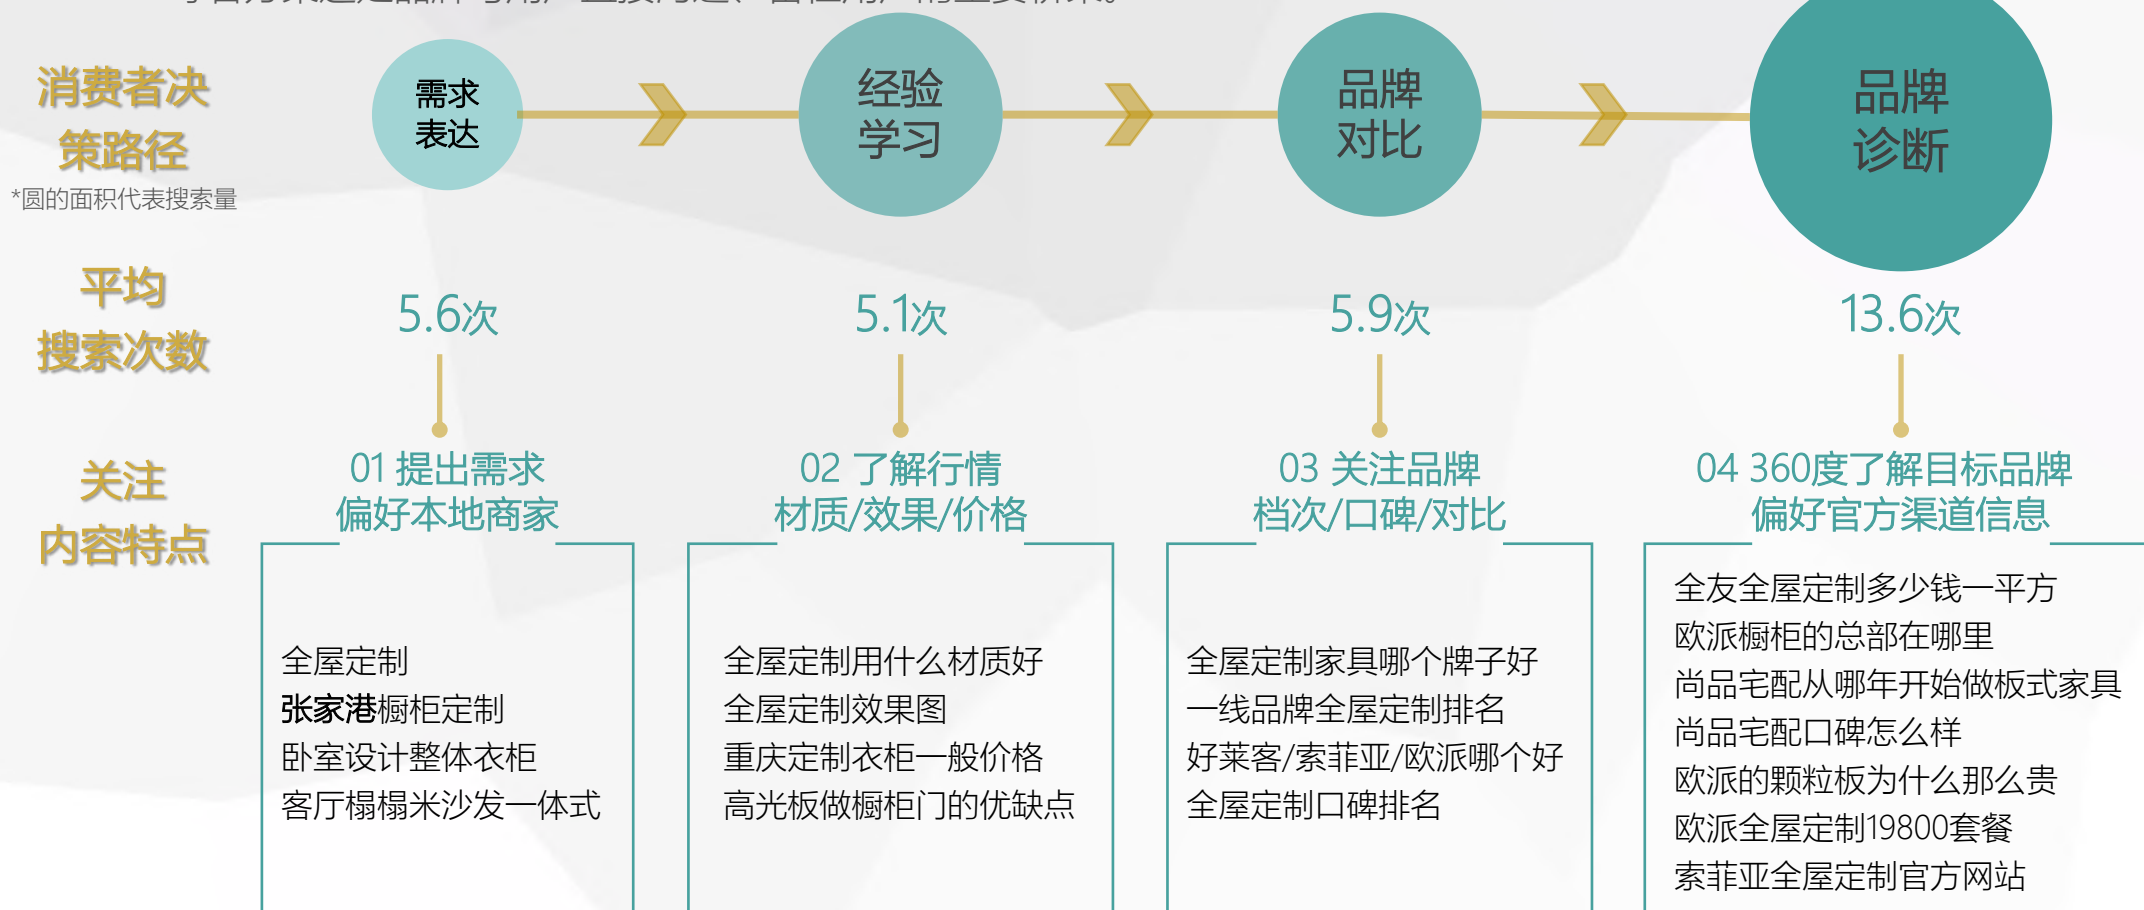 消费者决
策路径
*圆的面积代表搜索量
需求
表达
经验
学习
品牌
对比
品牌
诊断
平均
搜索次数
5.6次
5.1次
5.9次
13.6次
关注
内容特点
01 提出需求
偏好本地商家
全屋定制
张家港橱柜定制
卧室设计整体衣柜
客厅榻榻米沙发一体式
02 了解行情
材质/效果/价格
全屋定制用什么材质好
全屋定制效果图
重庆定制衣柜一般价格
高光板做橱柜门的优缺点
03 关注品牌
档次/口碑/对比
全屋定制家具哪个牌子好
一线品牌全屋定制排名
好莱客/索菲亚/欧派哪个好
全屋定制口碑排名
04 360度了解目标品牌
偏好官方渠道信息
全友全屋定制多少钱一平方
欧派橱柜的总部在哪里
尚品宅配从哪年开始做板式家具
尚品宅配口碑怎么样
欧派的颗粒板为什么那么贵
欧派全屋定制19800套餐
索菲亚全屋定制官方网站